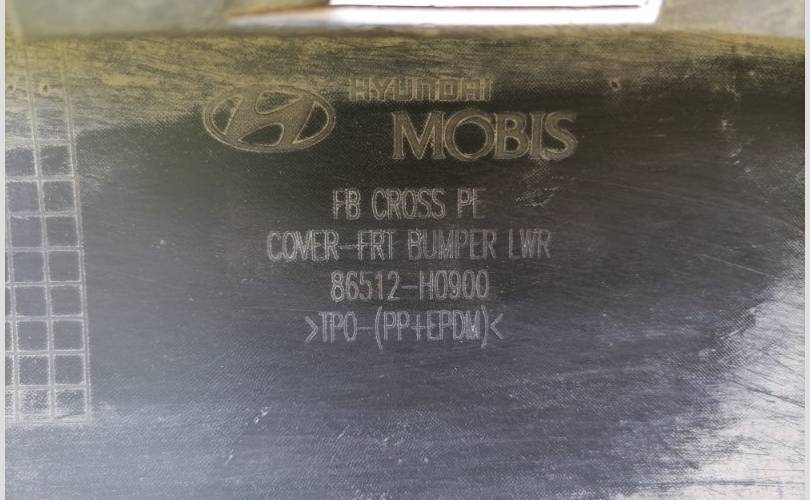 HYUNDAI
MOBIS
FB CROSS PE
COVER-FRT BUMPER LWR
86512-H0900
>TPO-(PP+EPDM)<